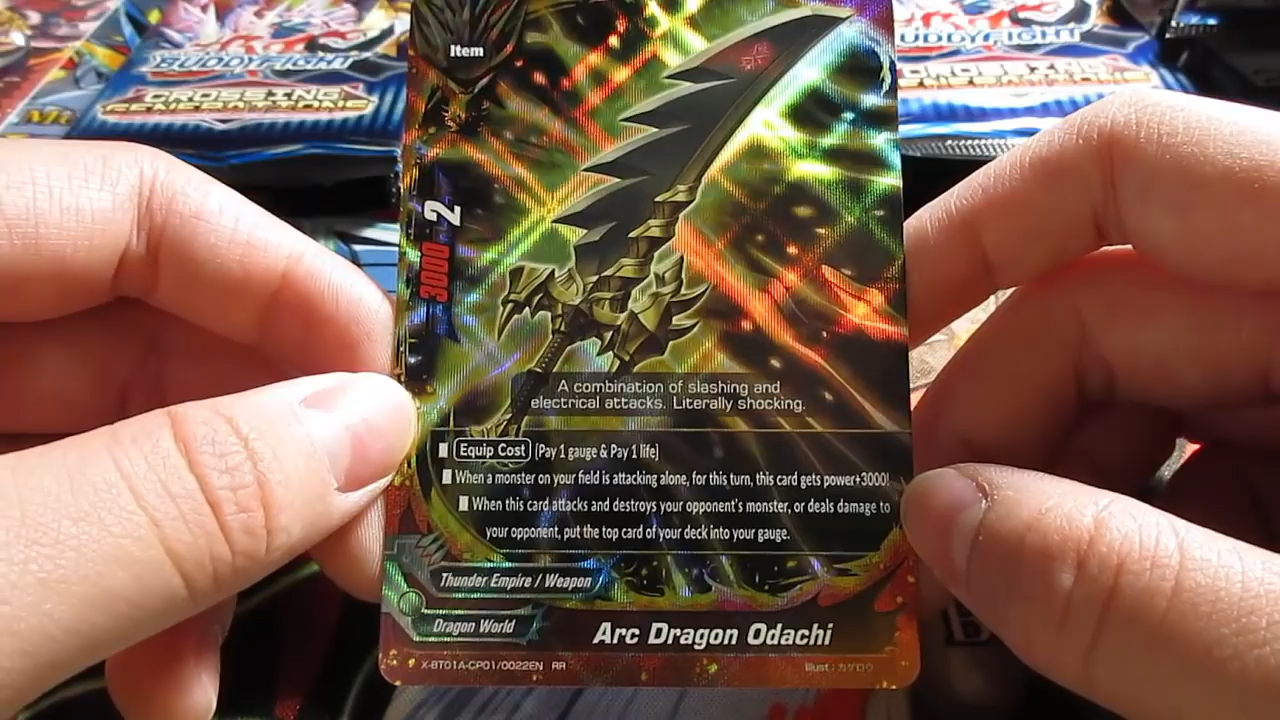 BUDDYFIGHT
CROSSING
GENERATIONS
BUDDYFIGHT
CROSSING
GENERATIONS
Item
2
3000
A combination of slashing and
electrical attacks. Literally shocking.
Equip Cost [Pay 1 gauge & Pay 1 life]
When a monster on your field is attacking alone, for this turn, this card gets power+3000!
When this card attacks and destroys your opponent's monster, or deals damage to
your opponent, put the top card of your deck into your gauge.
Thunder Empire / Weapon
Dragon World
Arc Dragon Odachi
X-BT01A-CP01/0022EN RR
Illust : カゲロウ